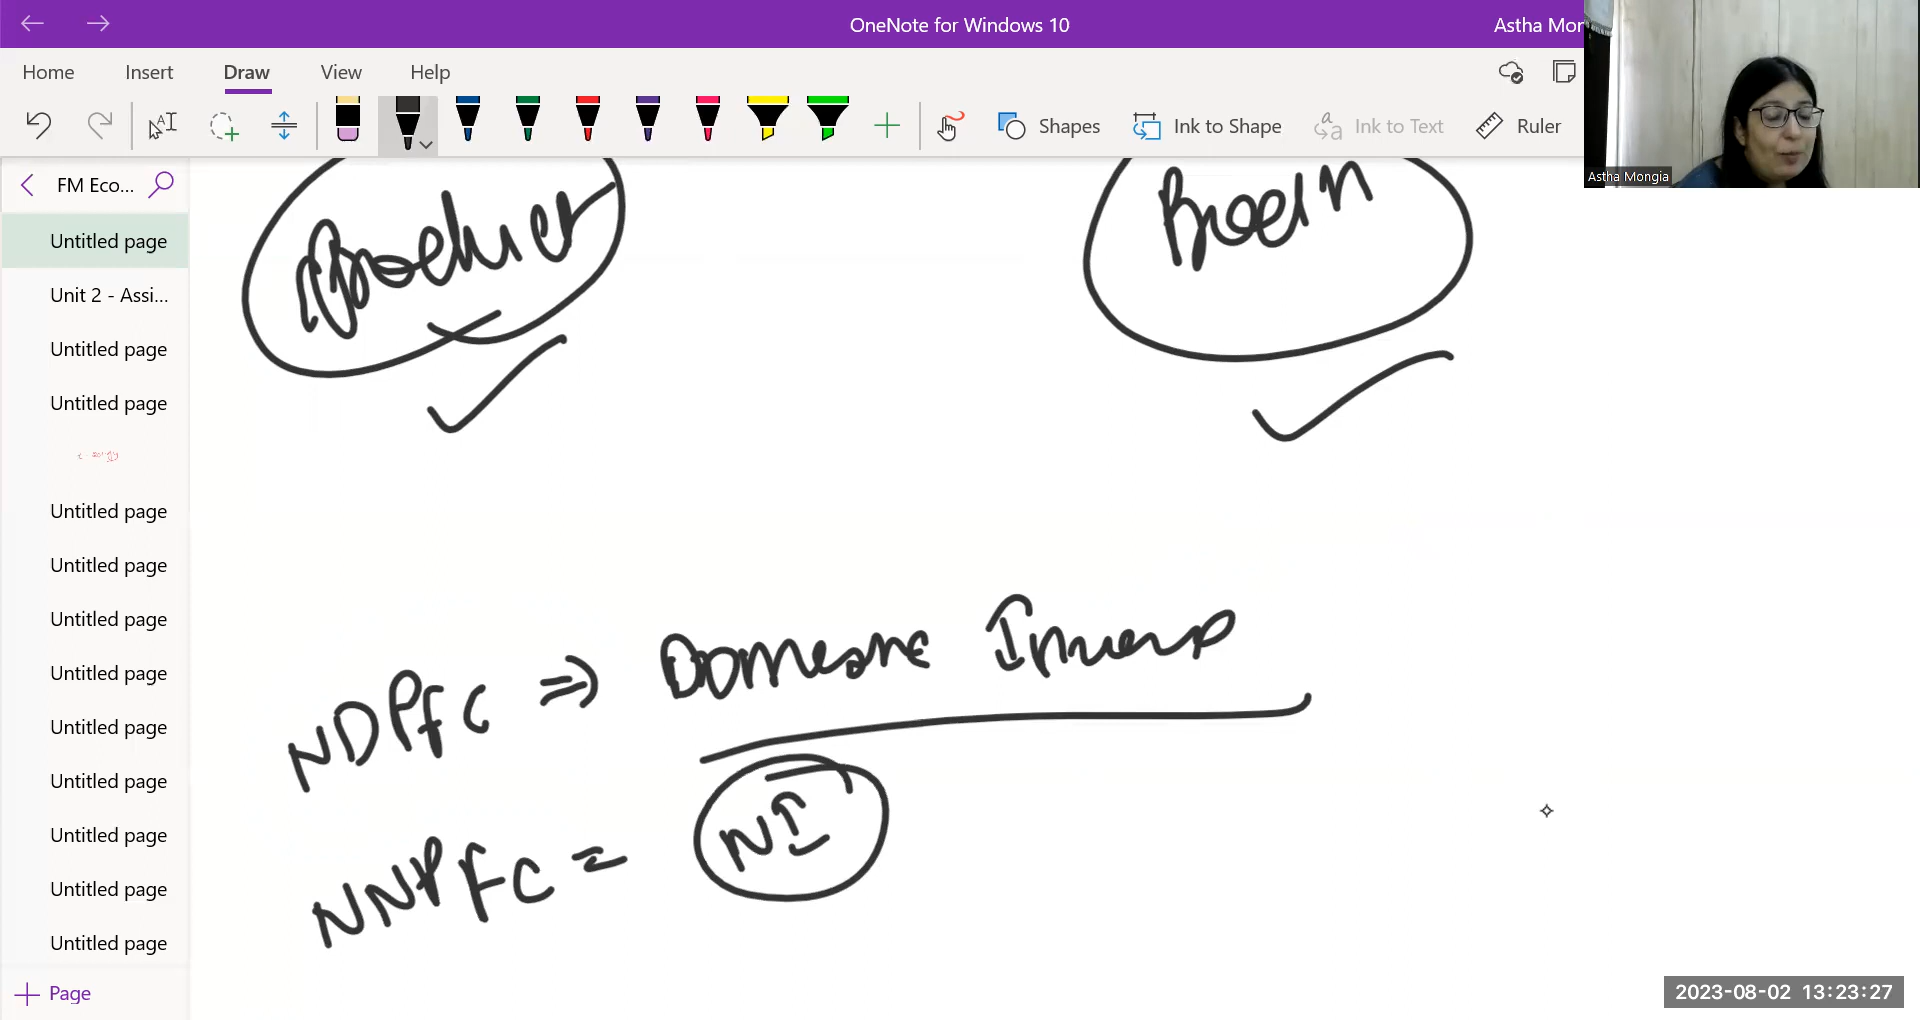 OneNote for Windows 10
Astha Mon
Home Insert Draw View Help
Shapes Ink to Shape Ink to Text Ruler
Astha Mongia
FM Eco...
Untitled page
Unit 2 - Assi...
Untitled page
Untitled page
Untitled page
Untitled page
Untitled page
Untitled page
Untitled page
Untitled page
Untitled page
Untitled page
Untitled page
Page
Product
NDPfc ⇒ Domestic Income
NNPFC = NI
2023-08-02 13:23:27